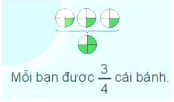 Mỗi bạn được 3/4 cái bánh.